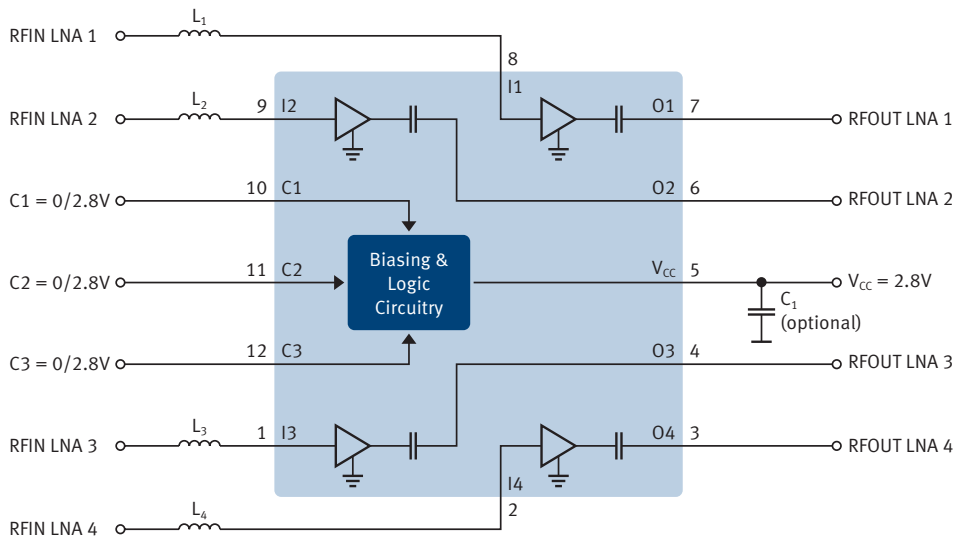 L₁
RFIN LNA 1
8
I1
L₂
RFIN LNA 2
9 I2
O1 7
RFOUT LNA 1
10 C1
O2 6
C1 = 0/2.8V
RFOUT LNA 2
Biasing &
Logic
Circuitry
11 C2
V_CC 5
C2 = 0/2.8V
V_CC = 2.8V
C₁
(optional)
12 C3
O3 4
C3 = 0/2.8V
RFOUT LNA 3
L₃
RFIN LNA 3
1 I3
O4 3
RFOUT LNA 4
I4
2
L₄
RFIN LNA 4